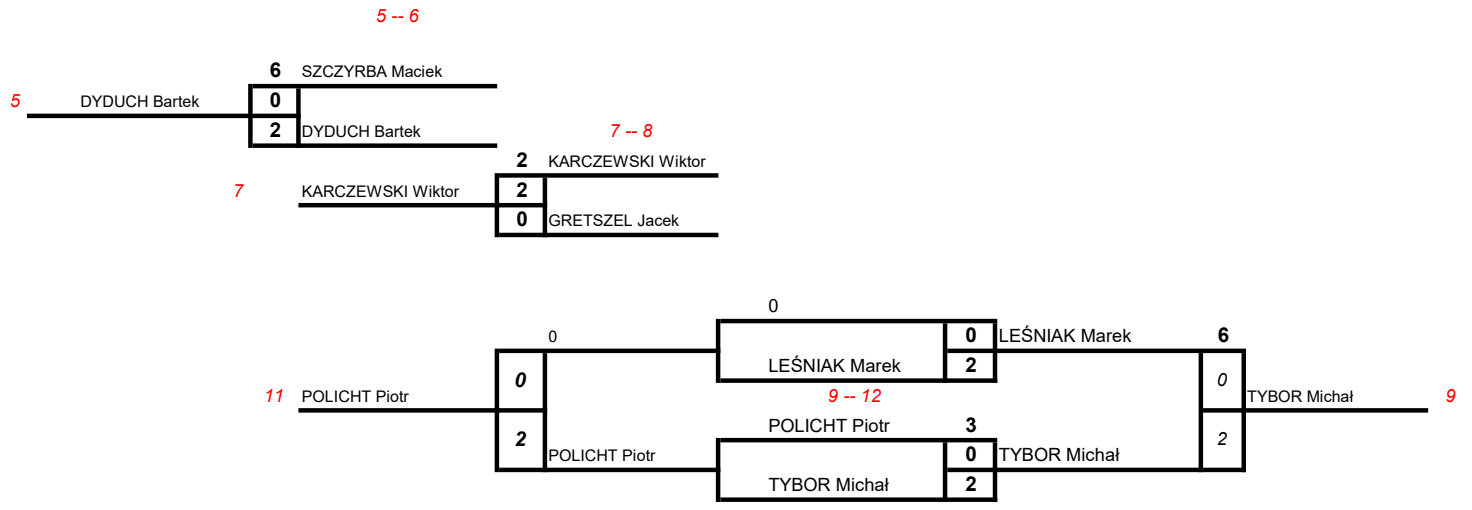 5 -- 6
6 SZCZYRBA Maciek
5 DYDUCH Bartek 0
2 DYDUCH Bartek 7 -- 8
2 KARCZEWSKI Wiktor
7 KARCZEWSKI Wiktor 2
0 GRETSZEL Jacek
0
0 0 LEŚNIAK Marek 6
LEŚNIAK Marek 2
0 0
11 POLICHT Piotr 9 -- 12 TYBOR Michał 9
POLICHT Piotr 3
2 2
POLICHT Piotr 0 TYBOR Michał
TYBOR Michał 2